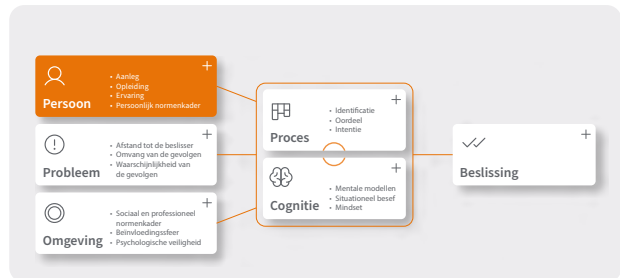 Persoon
• Aanleg
• Opleiding
• Ervaring
• Persoonlijk normenkader
Probleem
• Afstand tot de beslisser
• Omvang van de gevolgen
• Waarschijnlijkheid van
de gevolgen
Omgeving
• Sociaal en professioneel
normenkader
• Beïnvloedingssfeer
• Psychologische veiligheid
Proces
• Identificatie
• Oordeel
• Intentie
Cognitie
• Mentale modellen
• Situationeel besef
• Mindset
Beslissing